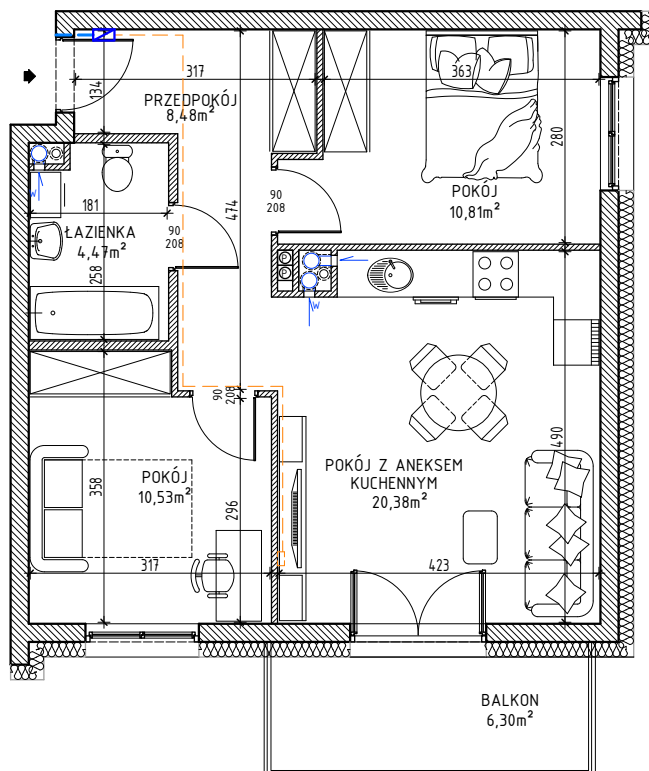 317
363
134
PRZEDPOKÓJ
8,48m²
280
POKÓJ
10,81m²
90
208
181
474
ŁAZIENKA
4,47m²
90
208
258
W
W
90
208
POKÓJ
10,53m²
358
296
317
POKÓJ Z ANEKSEM
KUCHENNYM
20,38m²
490
423
BALKON
6,30m²